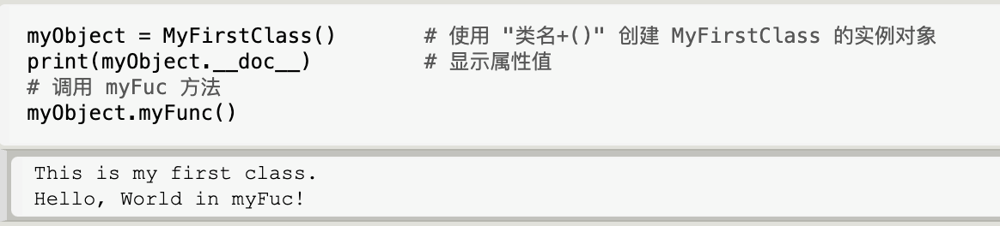 myObject = MyFirstClass()       # 使用 "类名+()" 创建 MyFirstClass 的实例对象
print(myObject.__doc__)         # 显示属性值
# 调用 myFuc 方法
myObject.myFunc()
This is my first class.
Hello, World in myFuc!